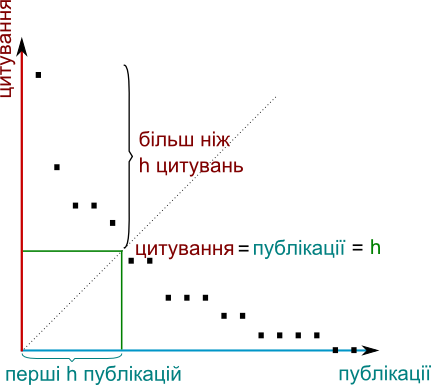 цитування
більш ніж
h цитувань
цитування = публікації = h
перші h публікацій
публікації